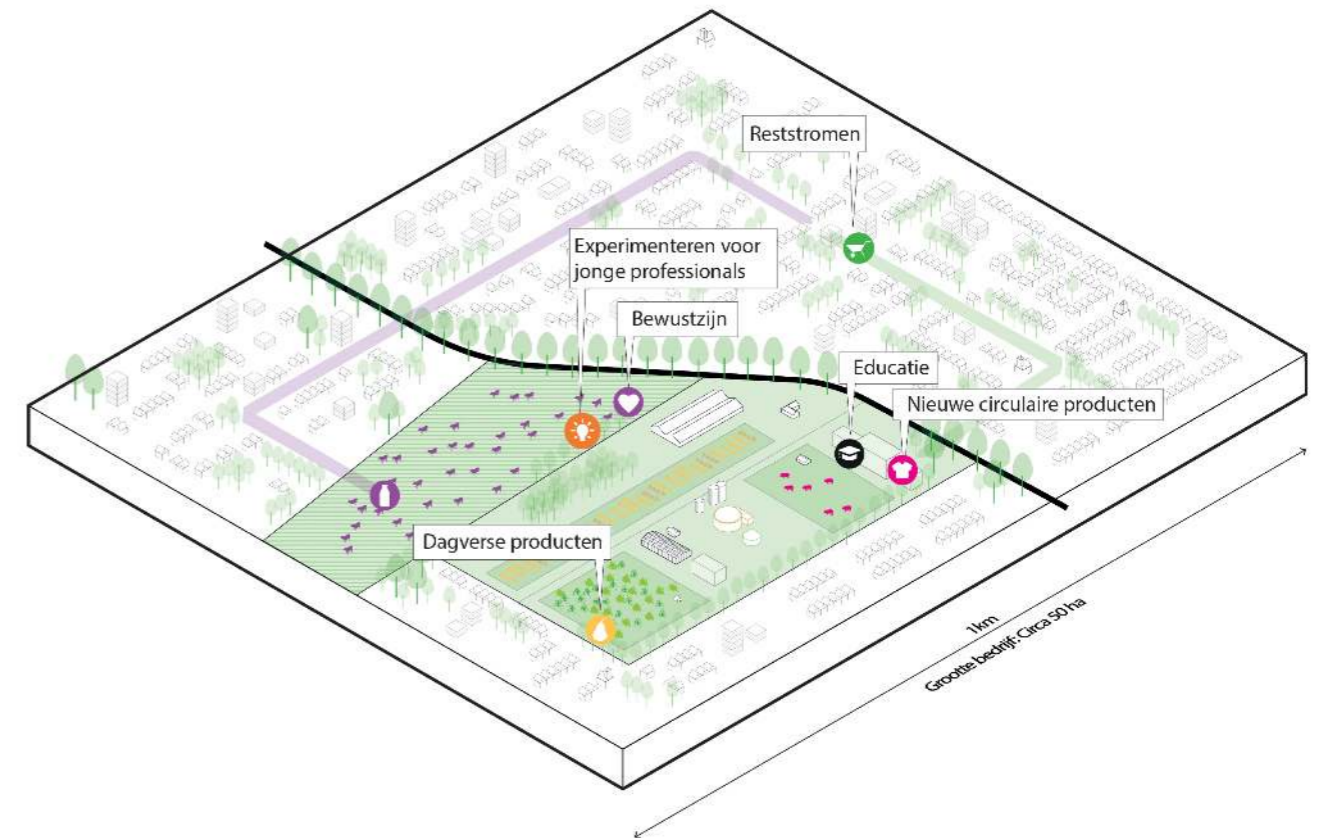 Reststromen
Experimenteren voor
jonge professionals
Bewustzijn
Educatie
Nieuwe circulaire producten
Dagverse producten
1km
Grootte bedrijf: Circa 50 ha